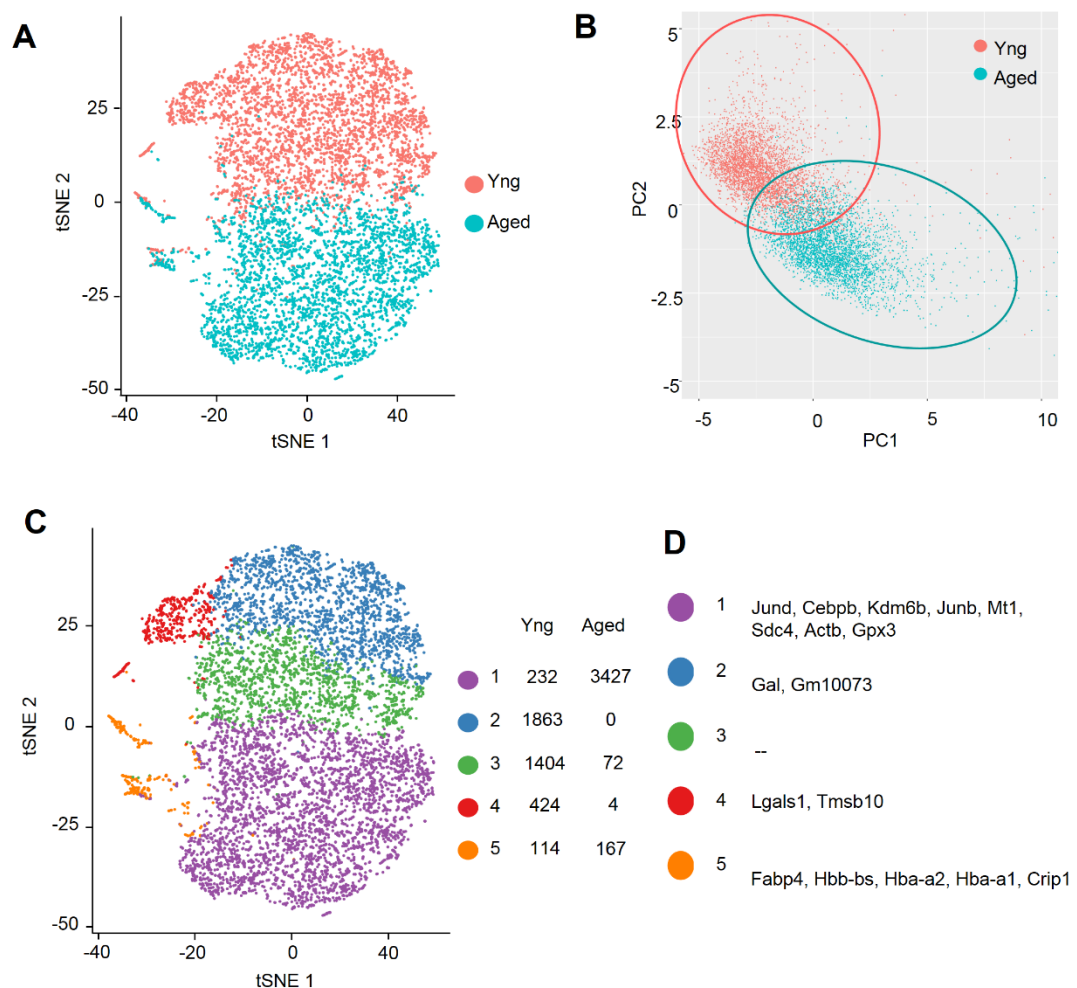 A
tSNE 2
25
0
-25
-50
-40
-20
0
20
40
tSNE 1
Yng
Aged
B
PC2
5
2.5
0
-2.5
-5
-5
0
5
10
PC1
Yng
Aged
C
tSNE 2
25
0
-25
-50
-40
-20
0
20
40
tSNE 1
Yng Aged
1 232 3427
2 1863 0
3 1404 72
4 424 4
5 114 167
D
1 Jund, Cebpb, Kdm6b, Junb, Mt1,
Sdc4, Actb, Gpx3
2 Gal, Gm10073
3 --
4 Lgals1, Tmsb10
5 Fabp4, Hbb-bs, Hba-a2, Hba-a1, Crip1